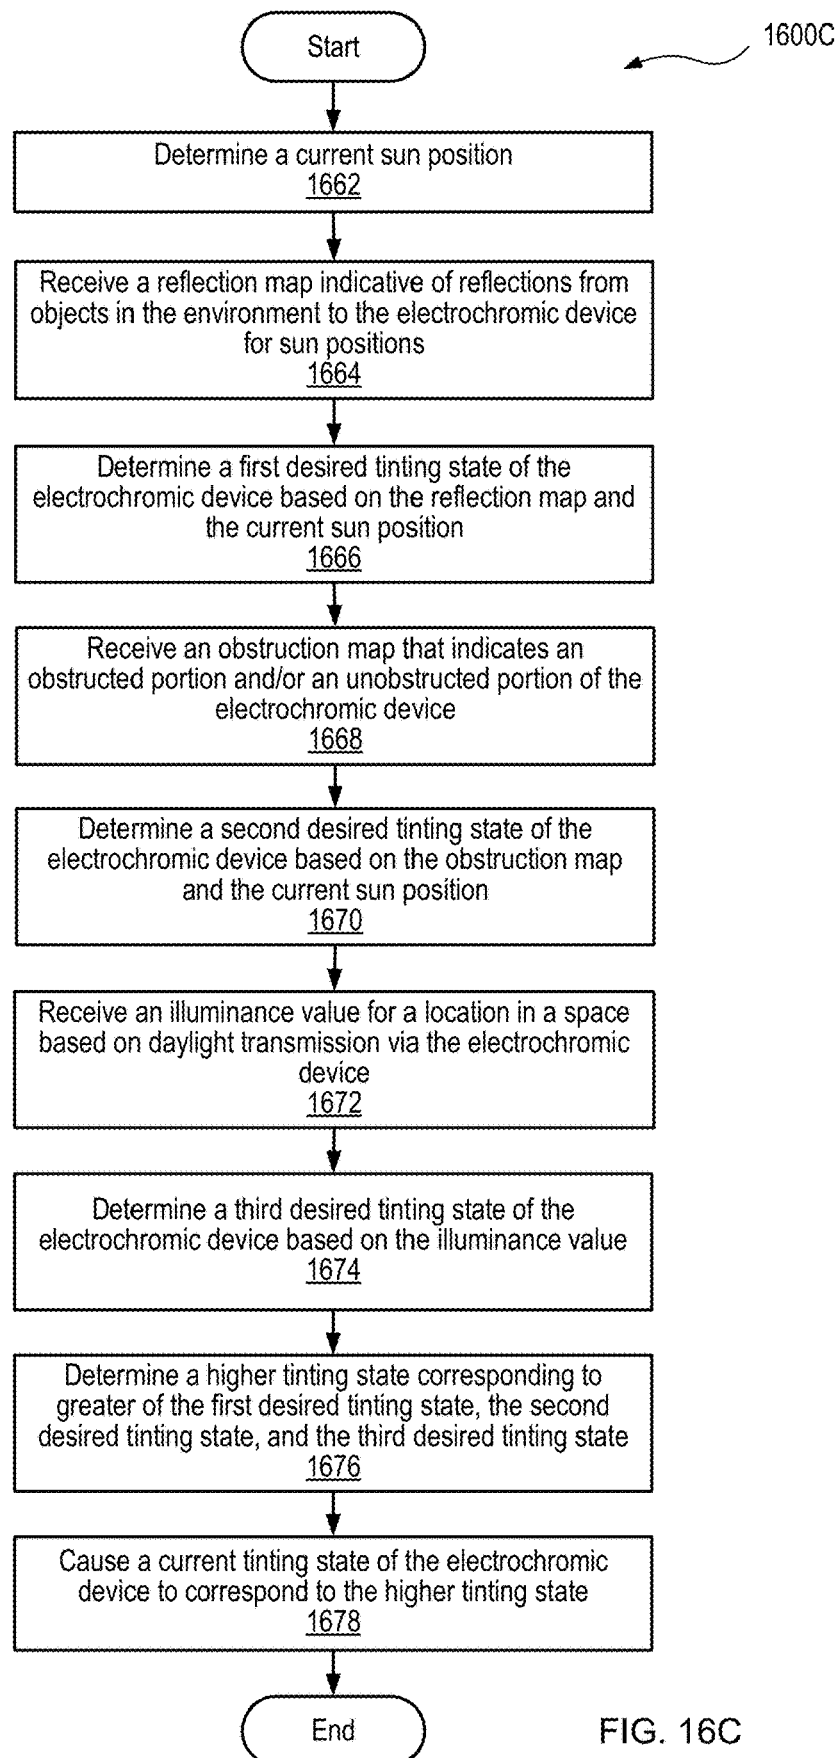 1600C
Start
Determine a current sun position
1662
Receive a reflection map indicative of reflections from
objects in the environment to the electrochromic device
for sun positions
1664
Determine a first desired tinting state of the
electrochromic device based on the reflection map and
the current sun position
1666
Receive an obstruction map that indicates an
obstructed portion and/or an unobstructed portion of the
electrochromic device
1668
Determine a second desired tinting state of the
electrochromic device based on the obstruction map
and the current sun position
1670
Receive an illuminance value for a location in a space
based on daylight transmission via the electrochromic
device
1672
Determine a third desired tinting state of the
electrochromic device based on the illuminance value
1674
Determine a higher tinting state corresponding to
greater of the first desired tinting state, the second
desired tinting state, and the third desired tinting state
1676
Cause a current tinting state of the electrochromic
device to correspond to the higher tinting state
1678
End
FIG. 16C